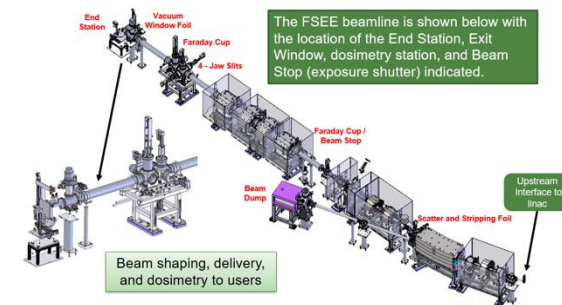 End
Station
Vacuum
Window Foil
Faraday Cup
4 - Jaw Slits
The FSEE beamline is shown below with
the location of the End Station, Exit
Window, dosimetry station, and Beam
Stop (exposure shutter) indicated.
Faraday Cup /
Beam Stop
Beam
Dump
Upstream
Interface to
linac
Scatter and Stripping Foil
Beam shaping, delivery,
and dosimetry to users